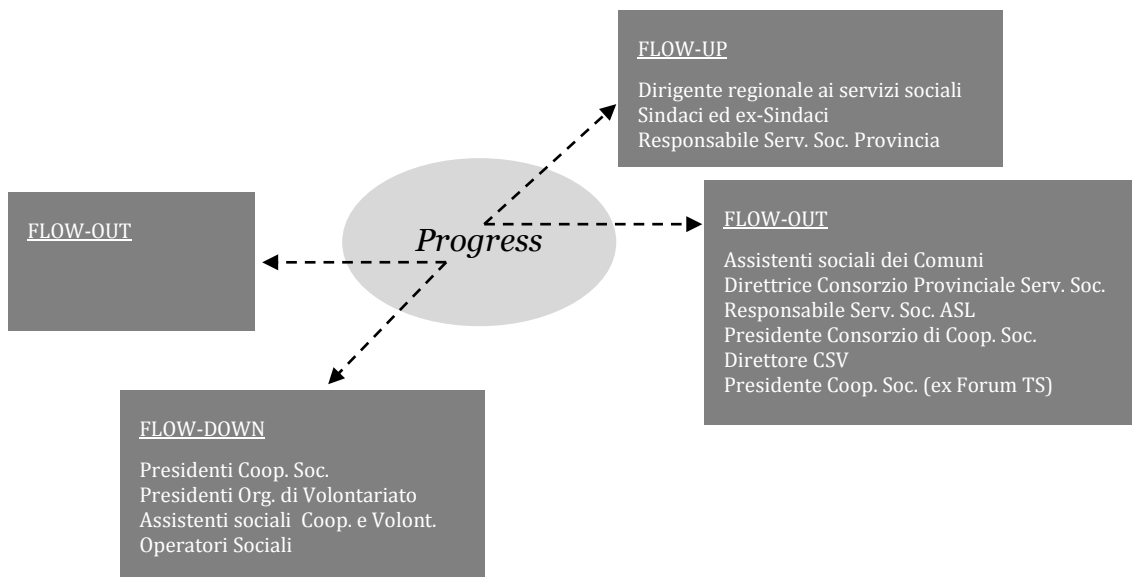 FLOW-UP
Dirigente regionale ai servizi sociali
Sindaci ed ex-Sindaci
Responsabile Serv. Soc. Provincia
FLOW-OUT
Progress
FLOW-OUT
Assistenti sociali dei Comuni
Direttrice Consorzio Provinciale Serv. Soc.
Responsabile Serv. Soc. ASL
Presidente Consorzio di Coop. Soc.
Direttore CSV
Presidente Coop. Soc. (ex Forum TS)
FLOW-DOWN
Presidenti Coop. Soc.
Presidenti Org. di Volontariato
Assistenti sociali  Coop. e Volont.
Operatori Sociali